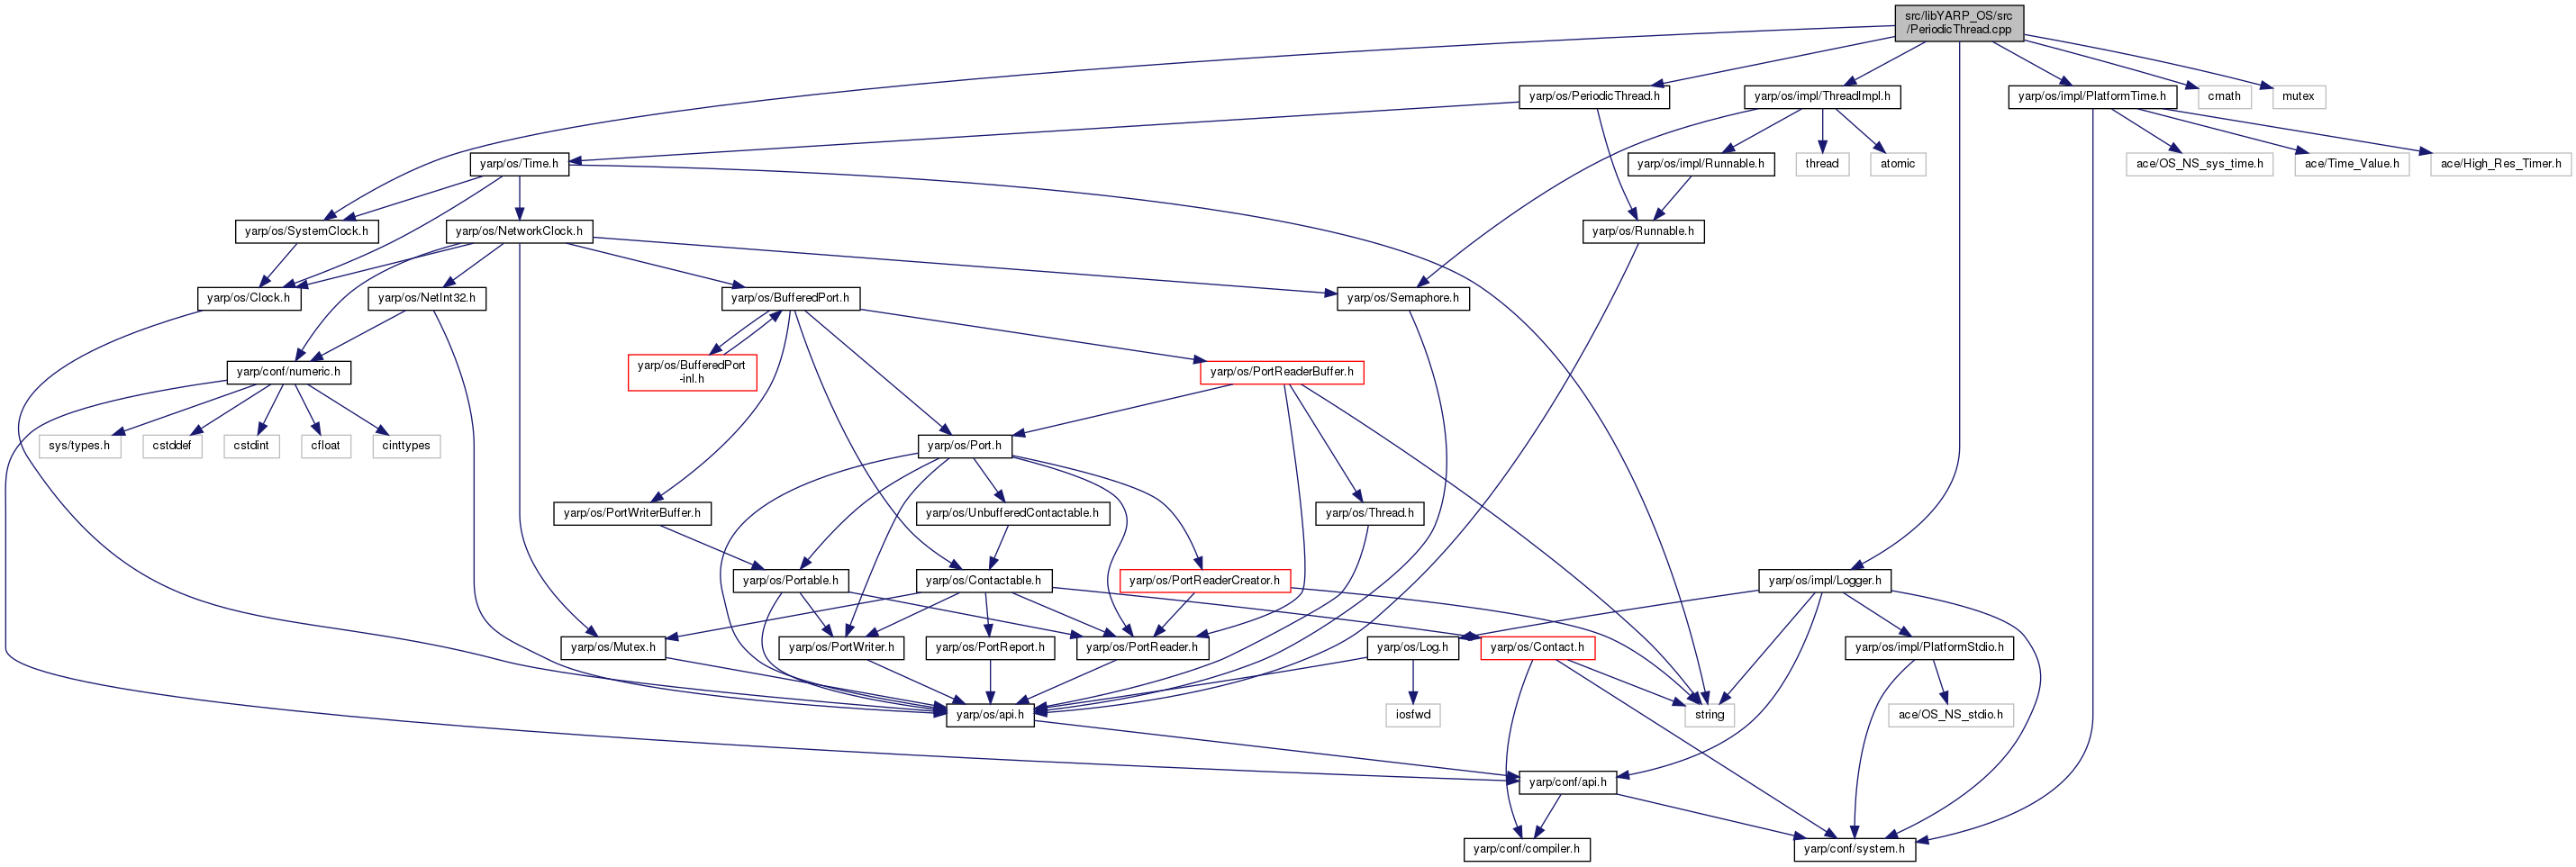 src/libYARP_OS/src
/PeriodicThread.cpp
yarp/os/PeriodicThread.h
yarp/os/impl/ThreadImpl.h
yarp/os/impl/PlatformTime.h
cmath
mutex
yarp/os/Time.h
yarp/os/impl/Runnable.h
thread
atomic
ace/OS_NS_sys_time.h
ace/Time_Value.h
ace/High_Res_Timer.h
yarp/os/SystemClock.h
yarp/os/NetworkClock.h
yarp/os/Runnable.h
yarp/os/Clock.h
yarp/os/NetInt32.h
yarp/os/BufferedPort.h
yarp/os/Semaphore.h
yarp/conf/numeric.h
yarp/os/BufferedPort
-inl.h
yarp/os/PortReaderBuffer.h
sys/types.h
cstddef
cstdint
cfloat
cinttypes
yarp/os/Port.h
yarp/os/PortWriterBuffer.h
yarp/os/UnbufferedContactable.h
yarp/os/Thread.h
yarp/os/Portable.h
yarp/os/Contactable.h
yarp/os/PortReaderCreator.h
yarp/os/impl/Logger.h
yarp/os/Mutex.h
yarp/os/PortWriter.h
yarp/os/PortReport.h
yarp/os/PortReader.h
yarp/os/Log.h
yarp/os/Contact.h
yarp/os/impl/PlatformStdio.h
yarp/os/api.h
iosfwd
string
ace/OS_NS_stdio.h
yarp/conf/api.h
yarp/conf/compiler.h
yarp/conf/system.h